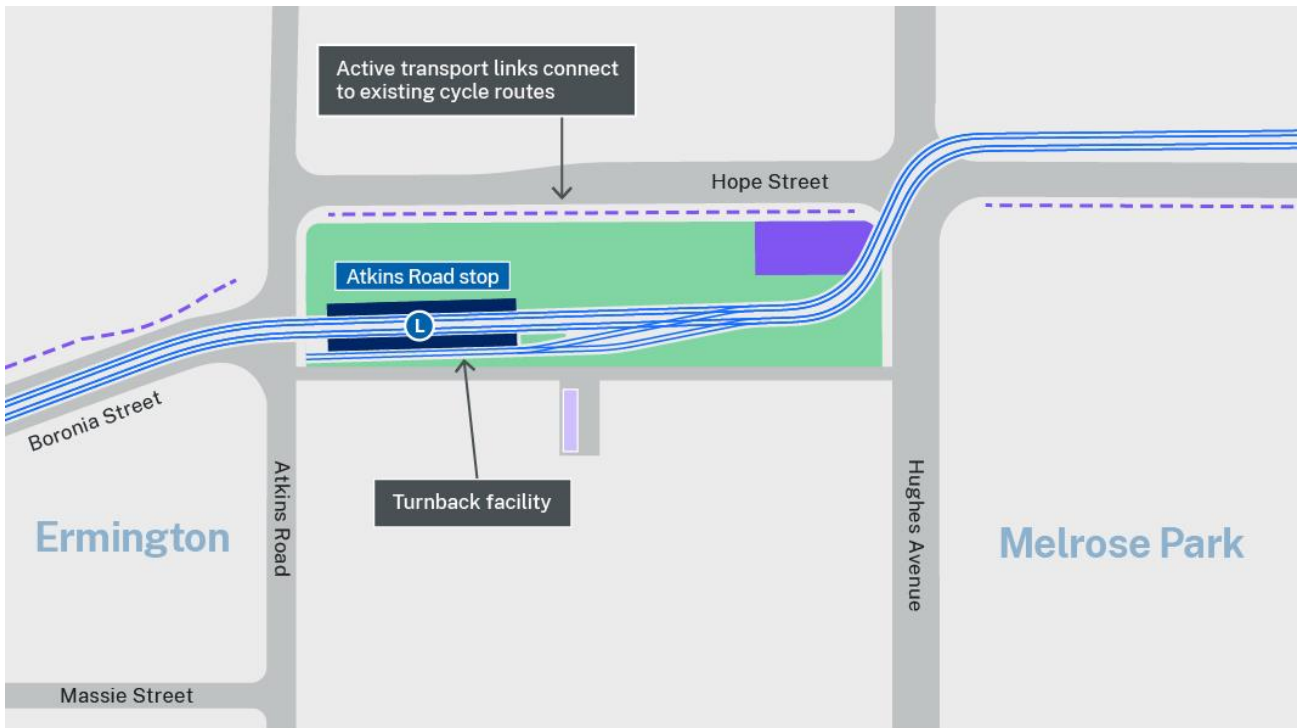 Active transport links connect
to existing cycle routes
Hope Street
Atkins Road stop
L
Boronia Street
Turnback facility
Atkins Road
Hughes Avenue
Ermington
Melrose Park
Massie Street